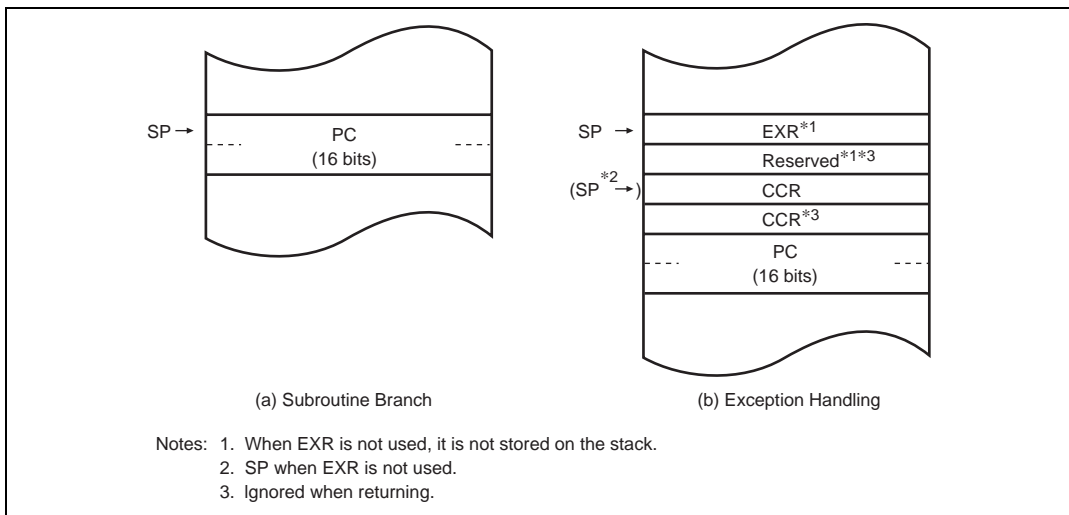 SP →
PC
(16 bits)
(a) Subroutine Branch
SP →
EXR*1
Reserved*1*3
(SP*2 → )
CCR
CCR*3
PC
(16 bits)
(b) Exception Handling
Notes: 1. When EXR is not used, it is not stored on the stack.
2. SP when EXR is not used.
3. Ignored when returning.